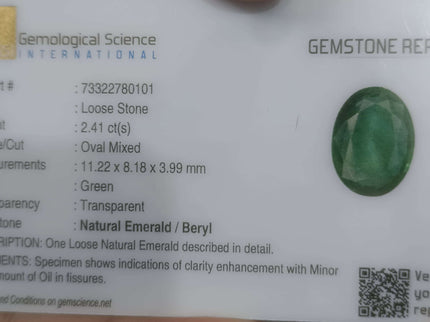 Gemological Science
INTERNATIONAL
GEMSTONE REP
t # : 73322780101
: Loose Stone
t : 2.41 ct(s)
e/Cut : Oval Mixed
urements : 11.22 x 8.18 x 3.99 mm
: Green
parency : Transparent
tone : Natural Emerald / Beryl
RIPTION: One Loose Natural Emerald described in detail.
ENTS: Specimen shows indications of clarity enhancement with Minor
mount of Oil in fissures.
nd Conditions on gemscience.net
Ve
yo
rep